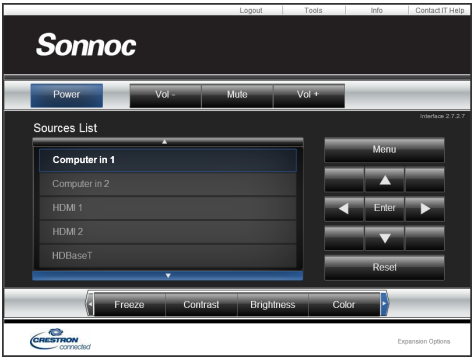 Logout Tools Info Contact IT Help
Sonnoc
Power Vol - Mute Vol +
Interface 2.7.2.7
Sources List
Computer in 1
Computer in 2
HDMI 1
HDMI 2
HDBaseT
Menu
Enter
Reset
Freeze Contrast Brightness Color
CRESTRON
connected
Expansion Options